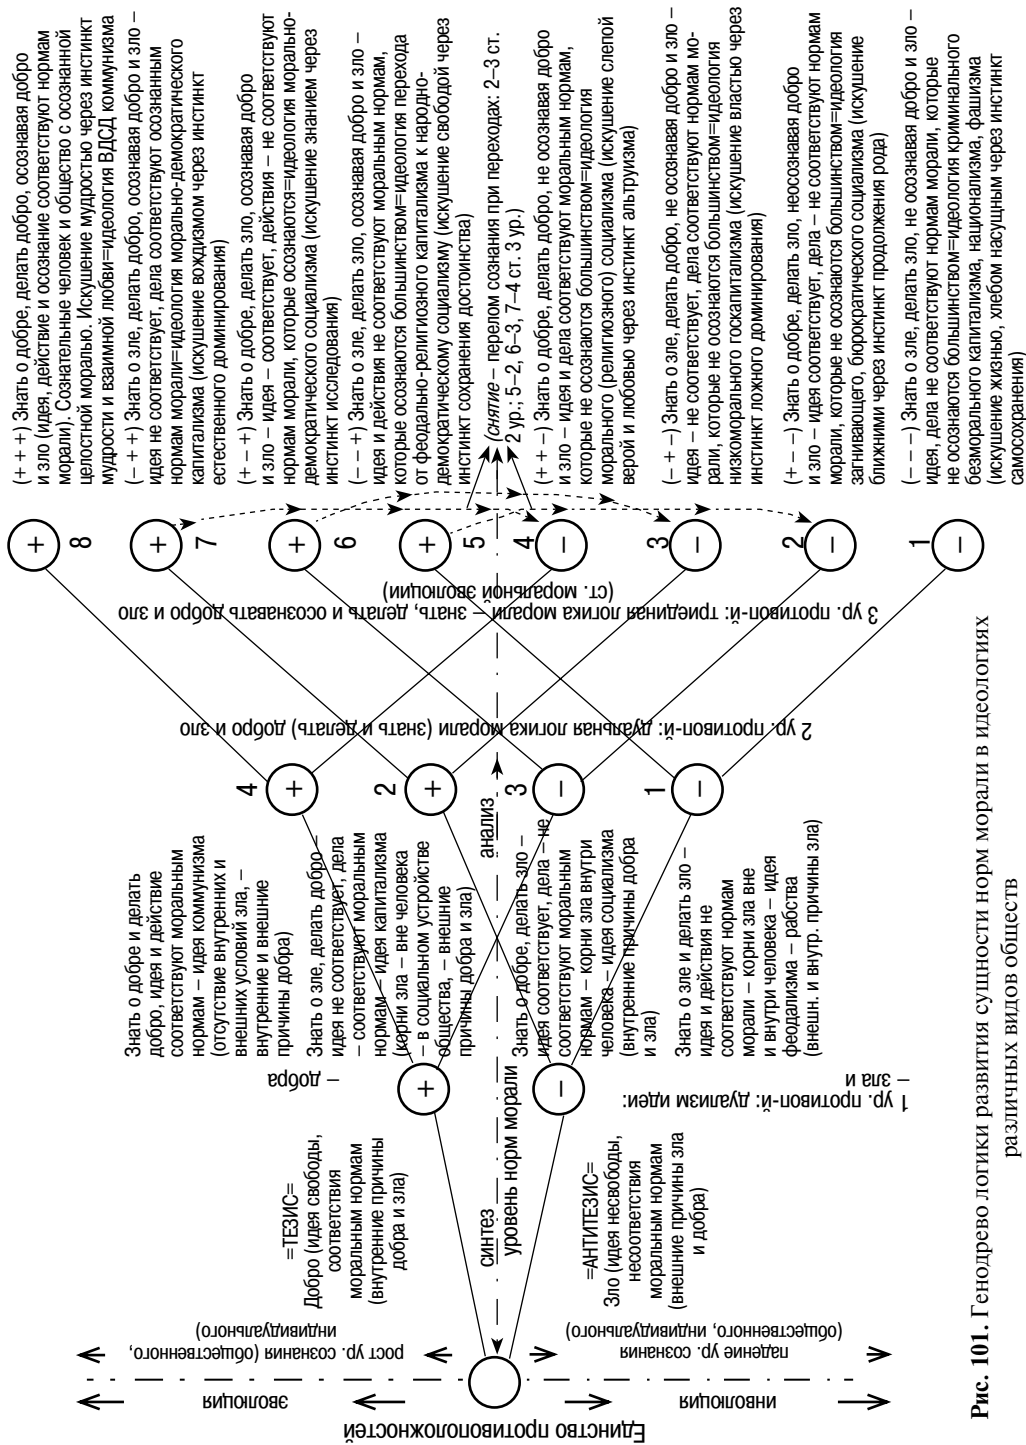 Единство противоположностей
ЭВОЛЮЦИЯ
ИНВОЛЮЦИЯ
рост ур. сознания (общественного,
индивидуального)
падение ур. сознания
(общественного, индивидуального)
=ТЕЗИС=
Добро (идея свободы,
соответствия
моральным нормам
(внутренние причины
добра и зла)
синтез
уровень норм морали
=АНТИТЕЗИС=
Зло (идея несвободы,
несоответствия
моральным нормам
(внешние причины зла
и добра)
– добра
+
–
1 ур. против. п-й: дуализм идеи:
– зла и
Знать о добре и делать
добро, идея и действие
соответствуют моральным
нормам – идея коммунизма
(отсутствие внутренних и
внешних условий зла, –
внутренние и внешние
причины добра)
Знать о зле, делать добро –
идея не соответствует, дела
– соответствуют моральным
нормам – идея капитализма
(корни зла – вне человека
– в социальном устройстве
общества, – внешние
причины добра и зла)
Знать о добре, делать зло –
идея соответствует, дела – не
соответствуют моральным
нормам – корни зла внутри
человека – идея социализма
(внутренние причины добра
и зла)
Знать о зле и делать зло –
идея и действия не
соответствуют нормам
морали – корни зла вне
и внутри человека – идея
феодализма – рабства
(внешн. и внутр. причины зла)
анализ
4
+
2
+
3
–
1
–
2 ур. противоп-й: дуальная логика морали (знать и делать) добро и зло
3 ур. противоп-й: триединая логика морали – знать, делать и осознавать добро и зло
(ст. моральной эволюции)
+
8
+
7
+
6
+
5
–
4
–
3
–
2
–
1
(+ + +) Знать о добре, делать добро, осознавая добро
и зло (идея, действие и осознание соответствуют нормам
морали). Сознательные человек и общество с осознанной
целостной моралью. Искушение мудростью через инстинкт
мудрости и взаимной любви=идеология ВДСД коммунизма
(– + +) Знать о зле, делать добро, осознавая добро и зло –
идея не соответствует, дела соответствуют осознанным
нормам морали=идеология морально-демократического
капитализма (искушение вождизмом через инстинкт
естественного доминирования)
(+ – +) Знать о добре, делать зло, осознавая добро
и зло – идея – соответствует, действия – не соответствуют
нормам морали, которые осознаются=идеология морально-
демократического социализма (искушение знанием через
инстинкт исследования)
(– – +) Знать о зле, делать зло, осознавая добро и зло –
идея и действия не соответствуют моральным нормам,
которые осознаются большинством=идеология перехода
от феодально-религиозного капитализма к народно-
демократическому социализму (искушение свободой через
инстинкт сохранения достоинства)
(снятие – перелом сознания при переходах: 2–3 ст.
2 ур.; 5–2, 6–3, 7–4 ст. 3 ур.)
(+ + –) Знать о добре, делать добро, не осознавая добро
и зло – идея и дела соответствуют моральным нормам,
которые не осознаются большинством=идеология
морального (религиозного) социализма (искушение слепой
верой и любовью через инстинкт альтруизма)
(– + –) Знать о зле, делать добро, не осознавая добро и зло –
идея – не соответствует, дела соответствуют нормам мо-
рали, которые не осознаются большинством=идеология
низкоморального госкапитализма (искушение властью через
инстинкт ложного доминирования)
(+ – –) Знать о добре, делать зло, неосознавая добро
и зло – идея соответствует, дела – не соответствуют нормам
морали, которые не осознаются большинством=идеология
загнивающего, бюрократического социализма (искушение
ближними через инстинкт продолжения рода)
(– – –) Знать о зле, делать зло, не осознавая добро и зло –
идея, дела не соответствуют нормам морали, которые
не осознаются большинством=идеология криминального
безморального капитализма, национализма, фашизма
(искушение жизнью, хлебом насущным через инстинкт
самосохранения)
Рис. 101. Генодрево логики развития сущности норм морали в идеологиях
различных видов обществ